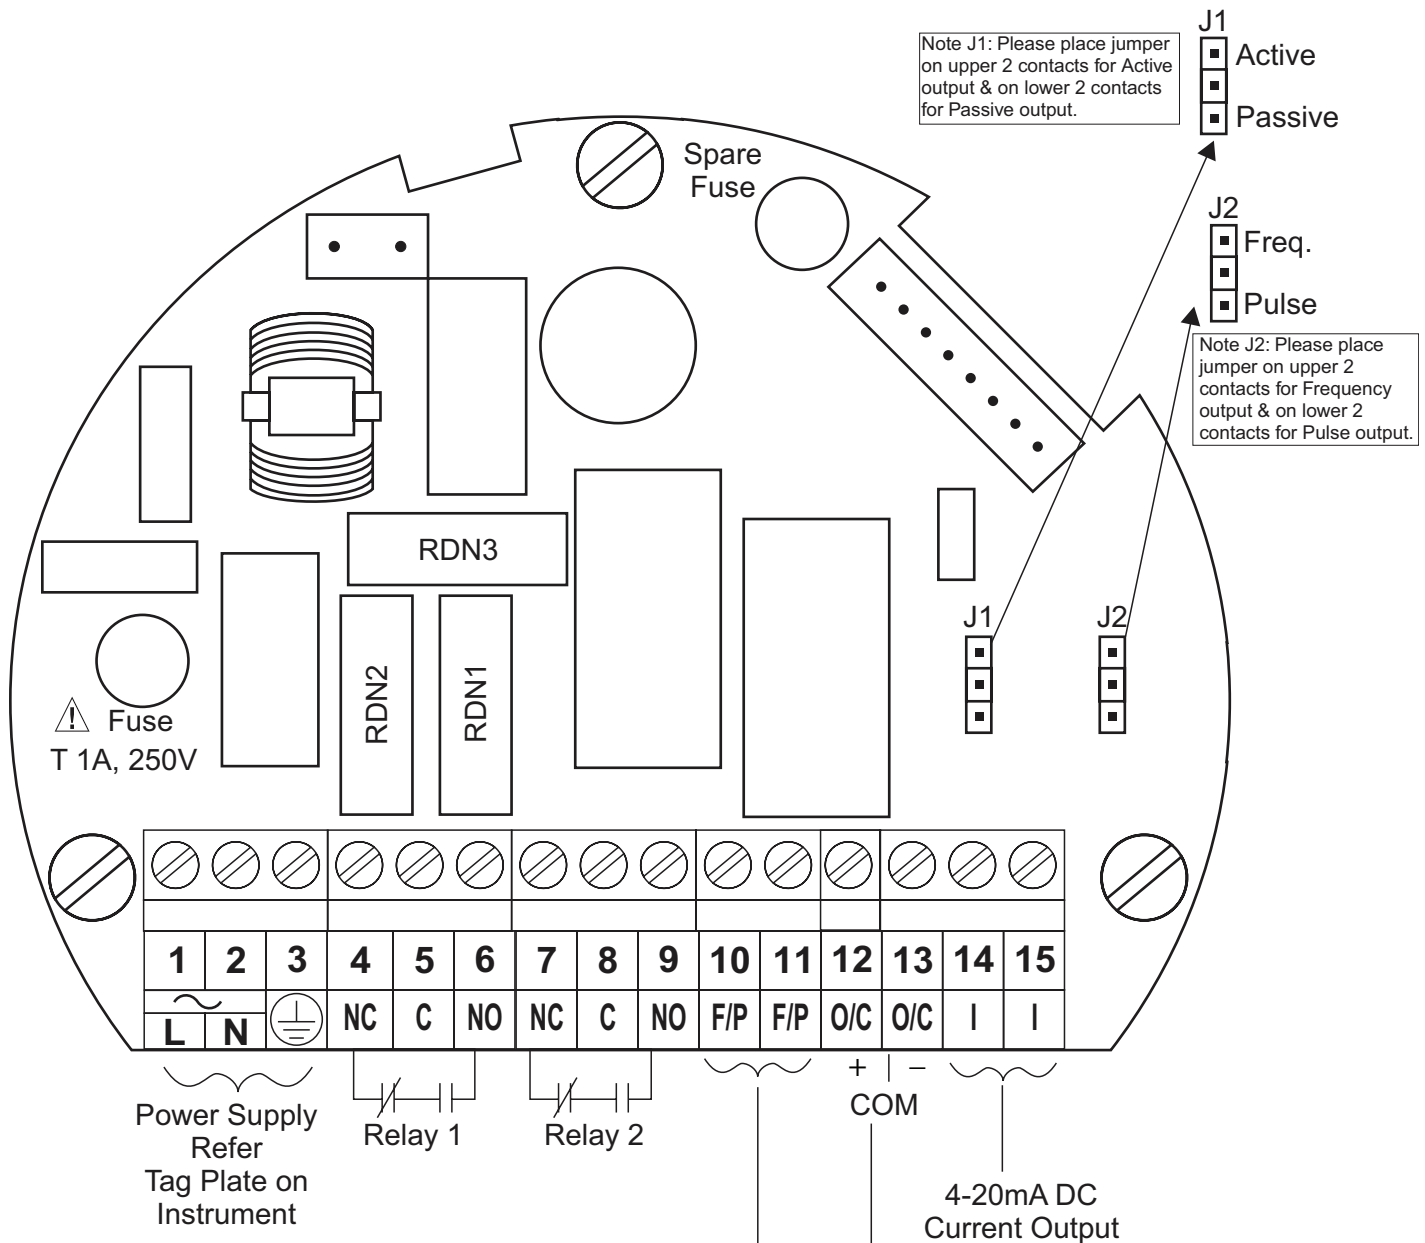 J1
Note J1: Please place jumper
on upper 2 contacts for Active
output & on lower 2 contacts
for Passive output.
Active
Passive
Spare
Fuse
J2
Freq.
Pulse
Note J2: Please place
jumper on upper 2
contacts for Frequency
output & on lower 2
contacts for Pulse output.
RDN3
RDN2
RDN1
J1
J2
Fuse
T 1A, 250V
1 2 3 4 5 6 7 8 9 10 11 12 13 14 15
L N NC C NO NC C NO F/P F/P O/C O/C I I
+ −
COM
Relay 1
Relay 2
Power Supply
Refer
Tag Plate on
Instrument
4-20mA DC
Current Output